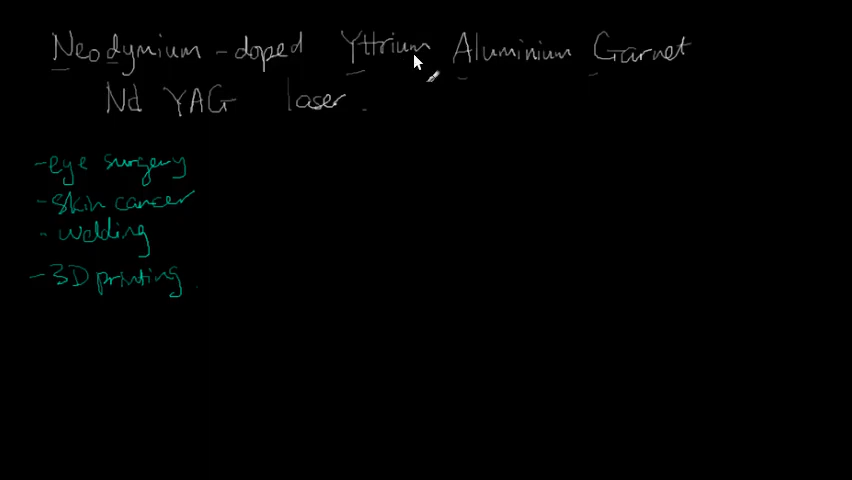 Neodymium-doped Yttrium Aluminium Garnet
Nd YAG laser.
-eye surgery
-skin cancer
-welding
-3D printing.